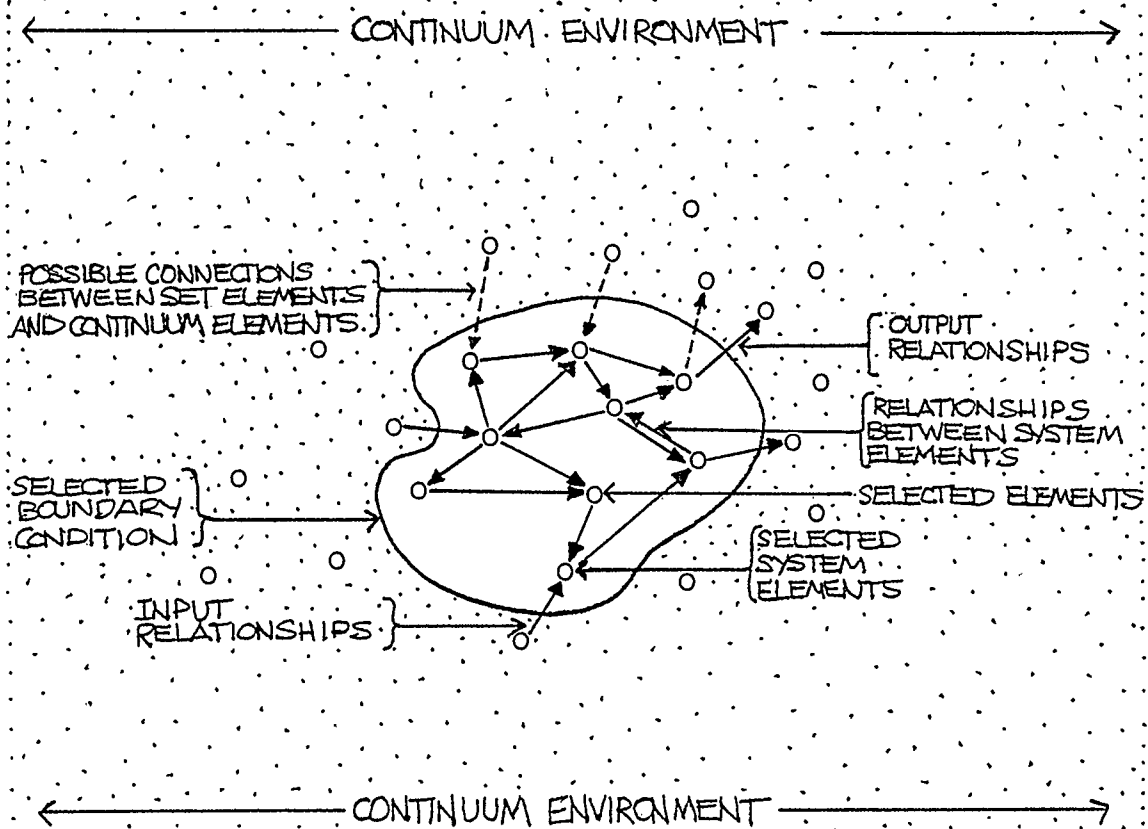 CONTINUUM ENVIRONMENT
POSSIBLE CONNECTIONS
BETWEEN SET ELEMENTS
AND CONTINUUM ELEMENTS.
OUTPUT
RELATIONSHIPS
RELATIONSHIPS
BETWEEN SYSTEM
ELEMENTS
SELECTED
BOUNDARY
CONDITION
SELECTED ELEMENTS
SELECTED
SYSTEM
ELEMENTS
INPUT
RELATIONSHIPS
CONTINUUM ENVIRONMENT